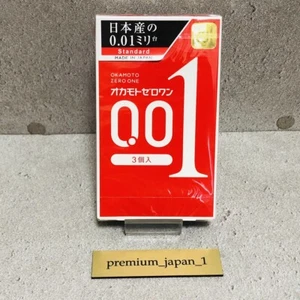 日本産の
0.01ミリ台
Standard
MADE IN JAPAN
OKAMOTO
ZERO ONE
オカモトゼロワン
0.01
3個入
premium_japan_1